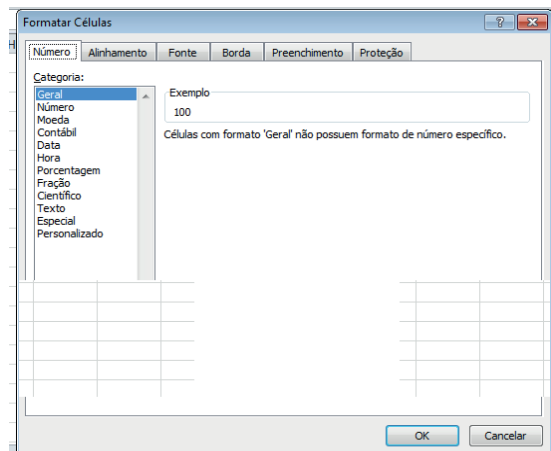 Formatar Células
H
Número Alinhamento Fonte Borda Preenchimento Proteção
Categoria:
Geral
Número
Moeda
Contábil
Data
Hora
Porcentagem
Fração
Científico
Texto
Especial
Personalizado
Exemplo
100
Células com formato 'Geral' não possuem formato de número específico.
OK Cancelar